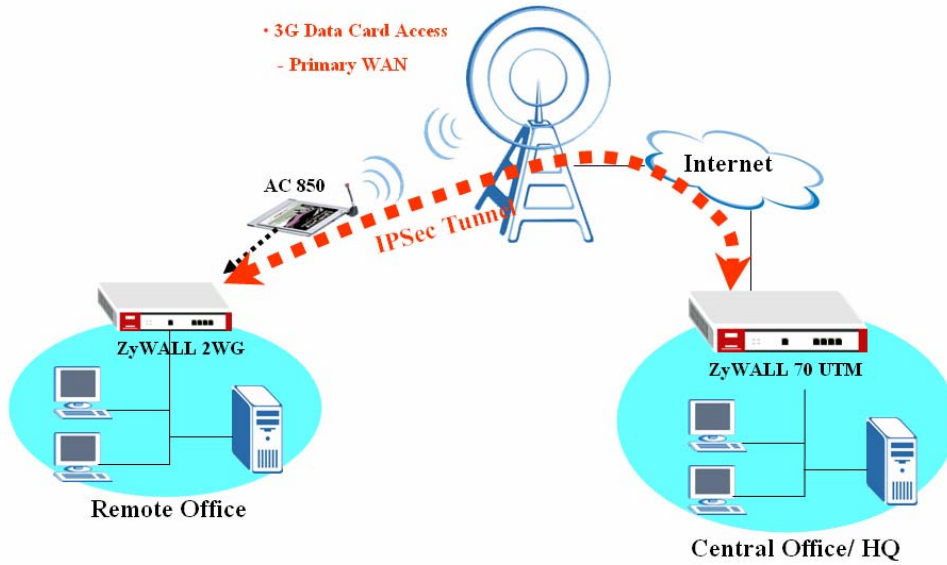 • 3G Data Card Access
- Primary WAN
Internet
AC 850
IPSec Tunnel
ZyWALL 2WG
ZyWALL 70 UTM
Remote Office
Central Office/ HQ